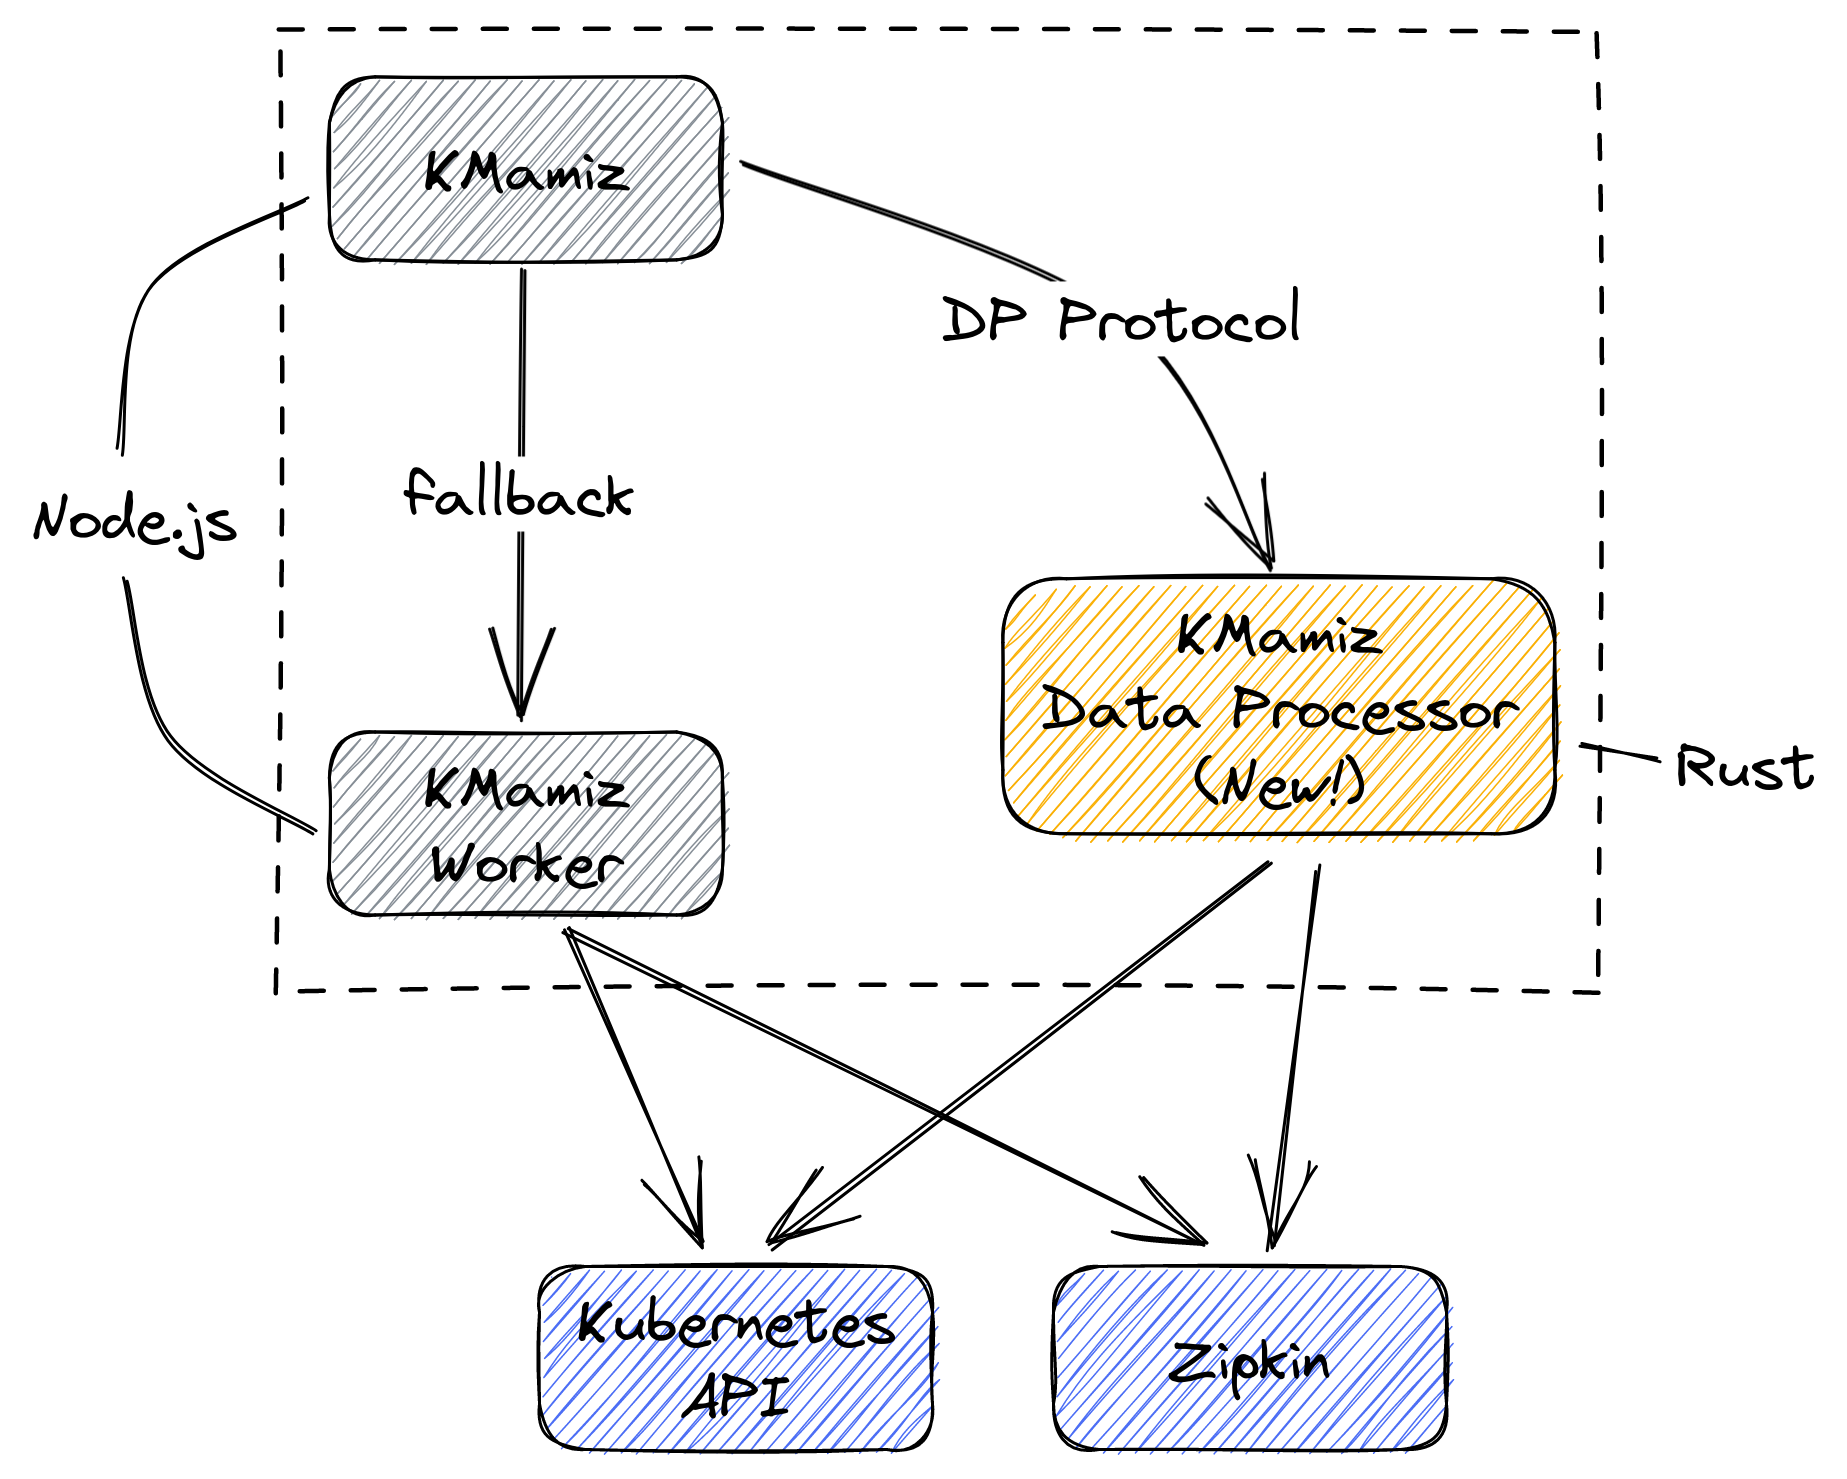 KMamiz
DP Protocol
fallback
Node.js
KMamiz
Data Processor
(New!)
Rust
KMamiz
Worker
Kubernetes
API
Zipkin